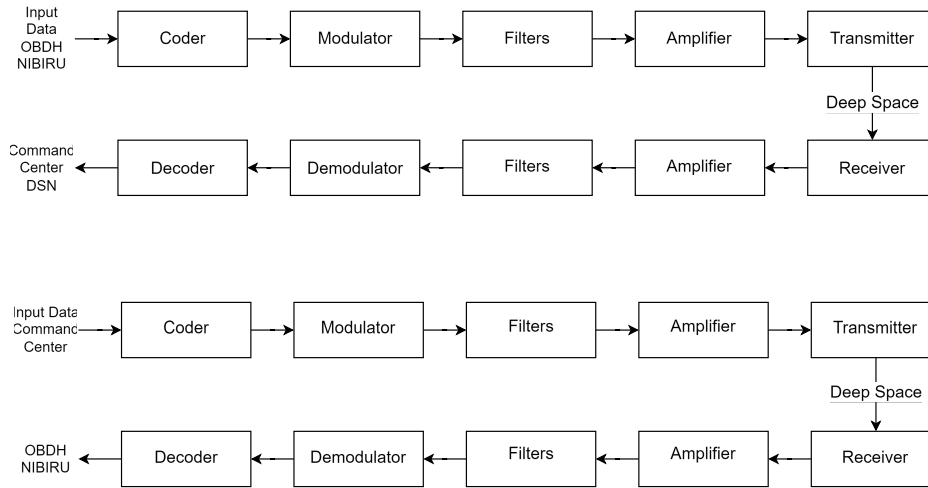 Input
Data
OBDH
NIBIRU
Coder
Modulator
Filters
Amplifier
Transmitter
Deep Space
Command
Center
DSN
Decoder
Demodulator
Filters
Amplifier
Receiver
Input Data
Command
Center
Coder
Modulator
Filters
Amplifier
Transmitter
Deep Space
OBDH
NIBIRU
Decoder
Demodulator
Filters
Amplifier
Receiver